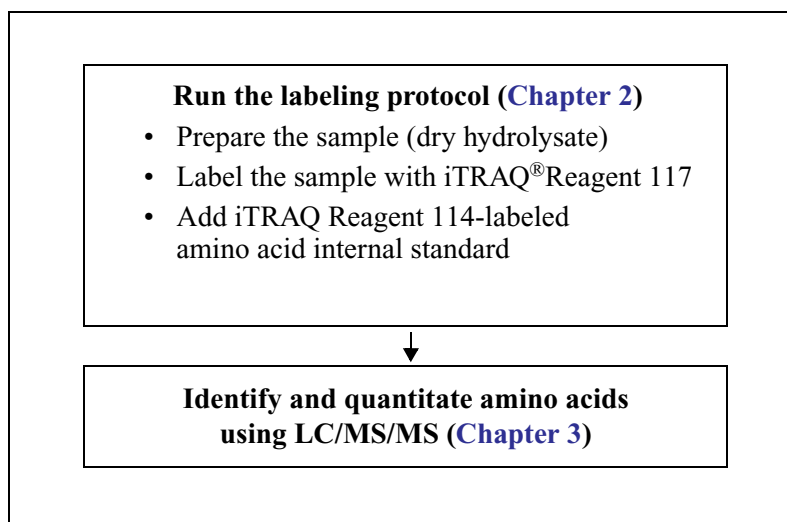 Run the labeling protocol (Chapter 2)
• Prepare the sample (dry hydrolysate)
• Label the sample with iTRAQ®Reagent 117
• Add iTRAQ Reagent 114-labeled
amino acid internal standard
Identify and quantitate amino acids
using LC/MS/MS (Chapter 3)